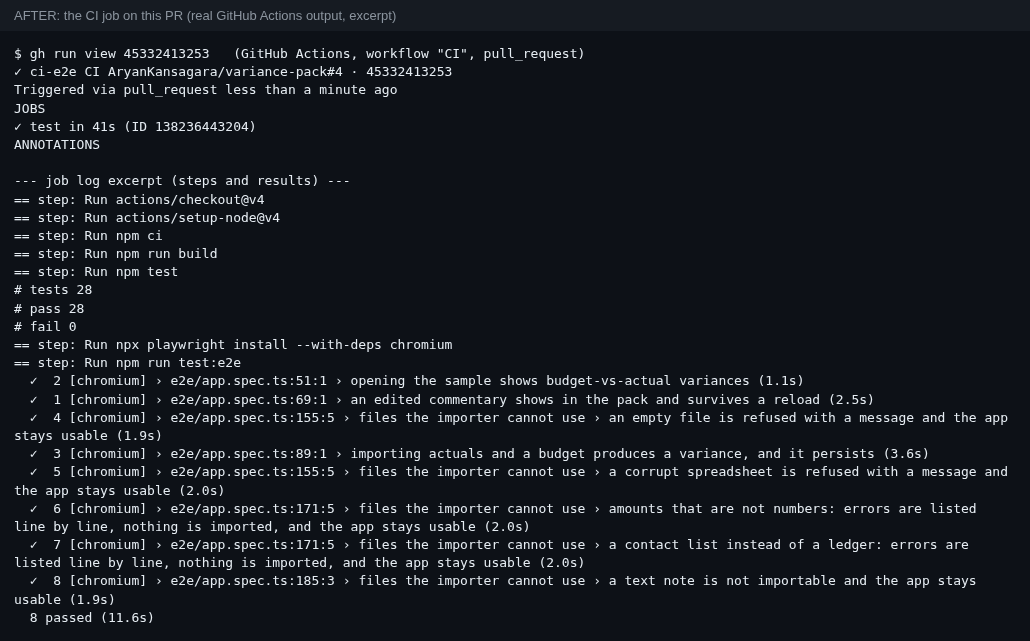 AFTER: the CI job on this PR (real GitHub Actions output, excerpt)
$ gh run view 45332413253   (GitHub Actions, workflow "CI", pull_request)
✓ ci-e2e CI AryanKansagara/variance-pack#4 · 45332413253
Triggered via pull_request less than a minute ago
JOBS
✓ test in 41s (ID 138236443204)
ANNOTATIONS
--- job log excerpt (steps and results) ---
== step: Run actions/checkout@v4
== step: Run actions/setup-node@v4
== step: Run npm ci
== step: Run npm run build
== step: Run npm test
# tests 28
# pass 28
# fail 0
== step: Run npx playwright install --with-deps chromium
== step: Run npm run test:e2e
  ✓  2 [chromium] › e2e/app.spec.ts:51:1 › opening the sample shows budget-vs-actual variances (1.1s)
  ✓  1 [chromium] › e2e/app.spec.ts:69:1 › an edited commentary shows in the pack and survives a reload (2.5s)
  ✓  4 [chromium] › e2e/app.spec.ts:155:5 › files the importer cannot use › an empty file is refused with a message and the app
stays usable (1.9s)
  ✓  3 [chromium] › e2e/app.spec.ts:89:1 › importing actuals and a budget produces a variance, and it persists (3.6s)
  ✓  5 [chromium] › e2e/app.spec.ts:155:5 › files the importer cannot use › a corrupt spreadsheet is refused with a message and
the app stays usable (2.0s)
  ✓  6 [chromium] › e2e/app.spec.ts:171:5 › files the importer cannot use › amounts that are not numbers: errors are listed
line by line, nothing is imported, and the app stays usable (2.0s)
  ✓  7 [chromium] › e2e/app.spec.ts:171:5 › files the importer cannot use › a contact list instead of a ledger: errors are
listed line by line, nothing is imported, and the app stays usable (2.0s)
  ✓  8 [chromium] › e2e/app.spec.ts:185:3 › files the importer cannot use › a text note is not importable and the app stays
usable (1.9s)
  8 passed (11.6s)